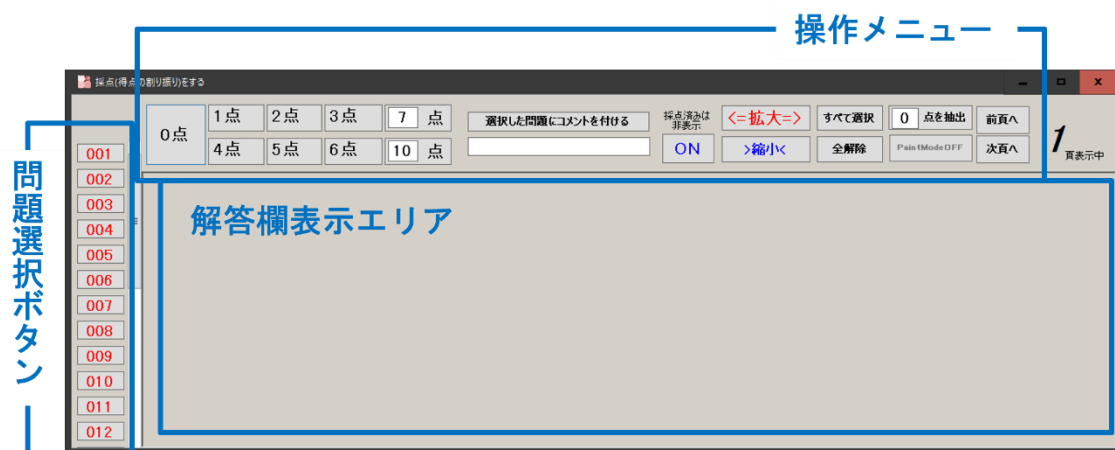 操作メニュー
採点(得点の割り振り)をする
0点
1点 2点 3点 7 点
4点 5点 6点 10 点
選択した問題にコメントを付ける
採点済みは
非表示
ON
<=拡大=>
>縮小<
すべて選択
全解除
0 点を抽出
PaintModeOFF
前頁へ
次頁へ
1
頁表示中
問題選択ボタン
001
002
003
004
005
006
007
008
009
010
011
012
解答欄表示エリア